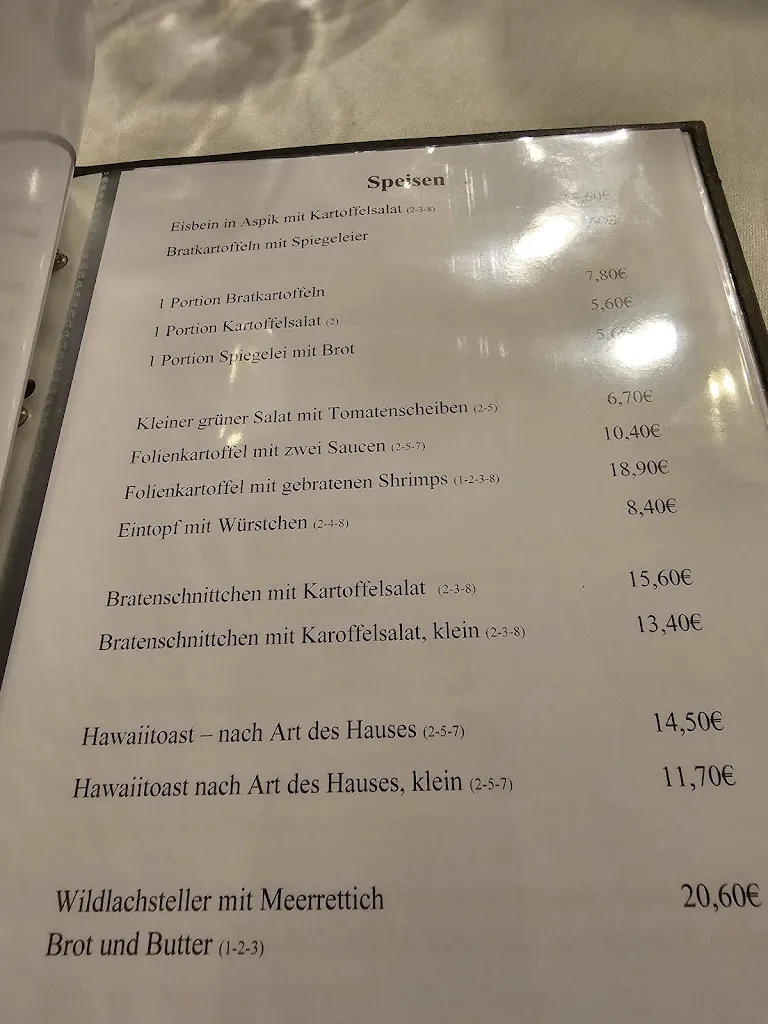 Speisen
Eisbein in Aspik mit Kartoffelsalat (2-3-8)
Bratkartoffeln mit Spiegeleier
1 Portion Bratkartoffeln 7,80€
1 Portion Kartoffelsalat (2) 5,60€
1 Portion Spiegelei mit Brot
Kleiner grüner Salat mit Tomatenscheiben (2-5) 6,70€
Folienkartoffel mit zwei Saucen (2-5-7) 10,40€
Folienkartoffel mit gebratenen Shrimps (1-2-3-8) 18,90€
Eintopf mit Würstchen (2-4-8) 8,40€
Bratenschnittchen mit Kartoffelsalat (2-3-8) 15,60€
Bratenschnittchen mit Karoffelsalat, klein (2-3-8) 13,40€
Hawaiitoast – nach Art des Hauses (2-5-7) 14,50€
Hawaiitoast nach Art des Hauses, klein (2-5-7) 11,70€
Wildlachsteller mit Meerrettich 20,60€
Brot und Butter (1-2-3)